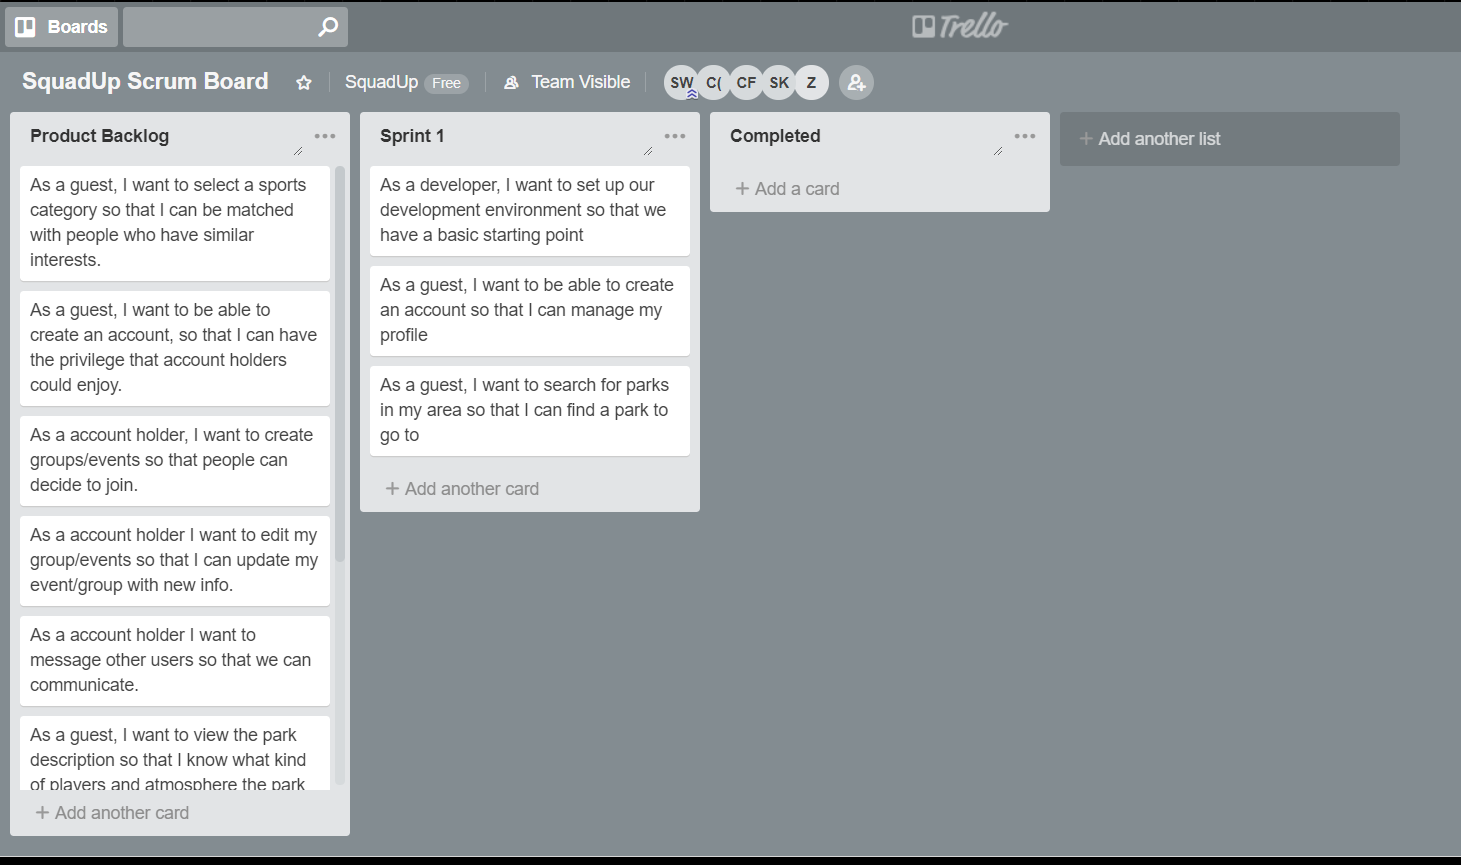 Boards
Trello
SquadUp Scrum Board
SquadUp Free
Team Visible
SW C( CF SK Z
Product Backlog
As a guest, I want to select a sports
category so that I can be matched
with people who have similar
interests.
As a guest, I want to be able to
create an account, so that I can have
the privilege that account holders
could enjoy.
As a account holder, I want to create
groups/events so that people can
decide to join.
As a account holder I want to edit my
group/events so that I can update my
event/group with new info.
As a account holder I want to
message other users so that we can
communicate.
As a guest, I want to view the park
description so that I know what kind
of players and atmosphere the park
+ Add another card
Sprint 1
As a developer, I want to set up our
development environment so that we
have a basic starting point
As a guest, I want to be able to create
an account so that I can manage my
profile
As a guest, I want to search for parks
in my area so that I can find a park to
go to
+ Add another card
Completed
+ Add a card
+ Add another list